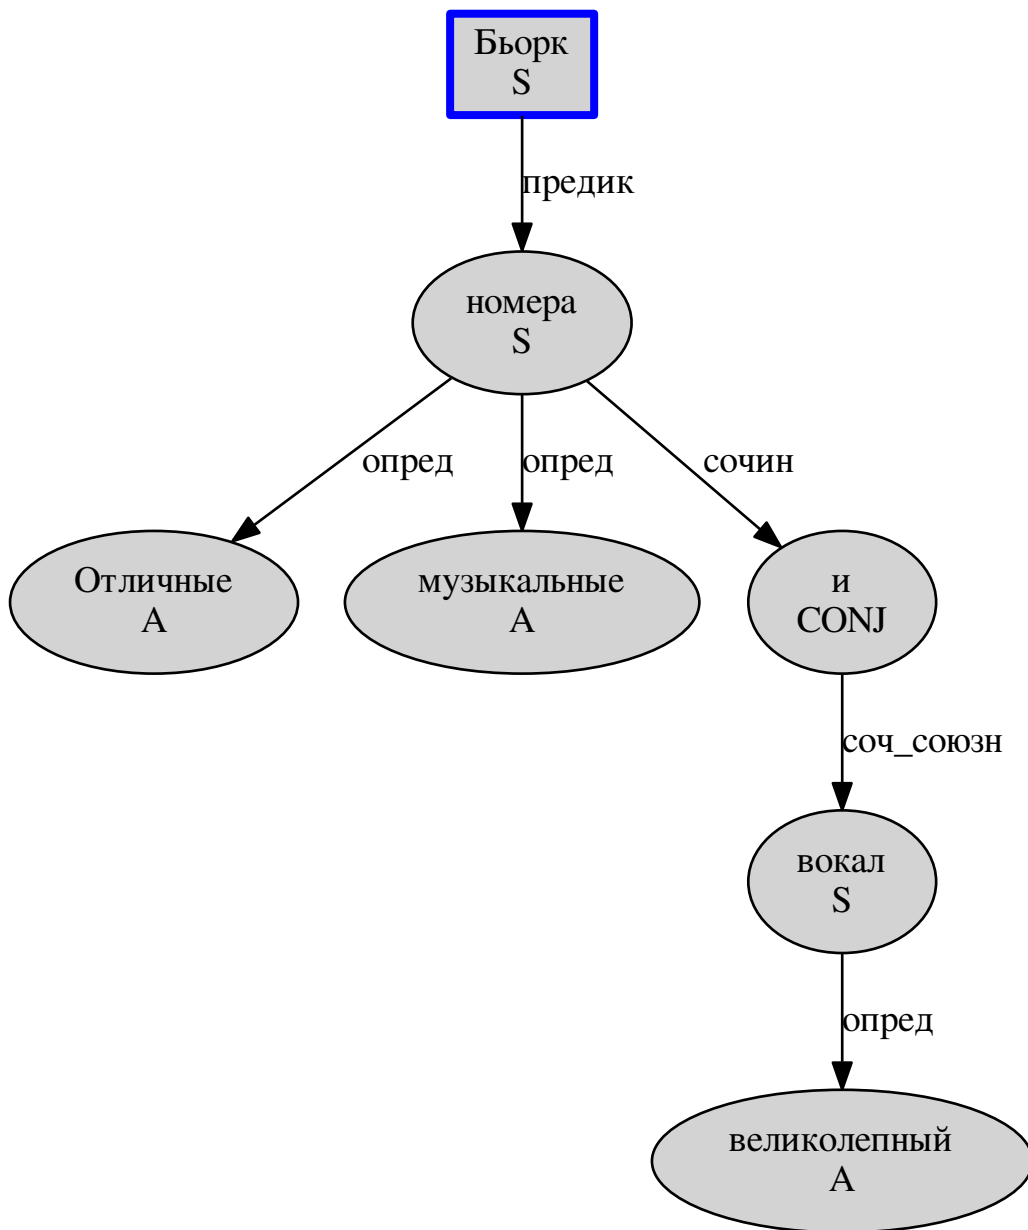 Бьорк
S
предик
номера
S
опред
опред
сочин
Отличные
A
музыкальные
A
и
CONJ
соч_союзн
вокал
S
опред
великолепный
A